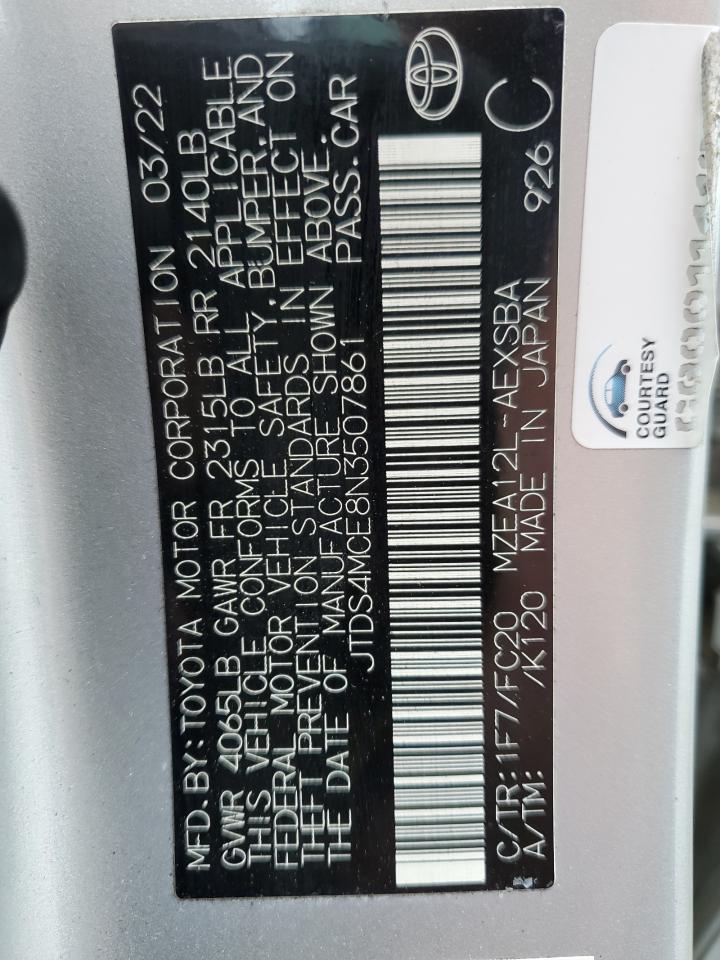 MFD.BY:TOYOTA MOTOR CORPORATION 03/22
GVWR 4065LB GAWR FR 2315LB RR 2140LB
THIS VEHICLE CONFORMS TO ALL APPLICABLE
FEDERAL MOTOR VEHICLE SAFETY,BUMPER,AND
THEFT PREVENTION STANDARDS IN EFFECT ON
THE DATE OF MANUFACTURE SHOWN ABOVE.
JTDS4MCE8N3507861 PASS.CAR
C/TR:1F7/FC20 MZEA12L-AEXSBA 926 C
A/TM: /K120 MADE IN JAPAN
COURTESY
GUARD